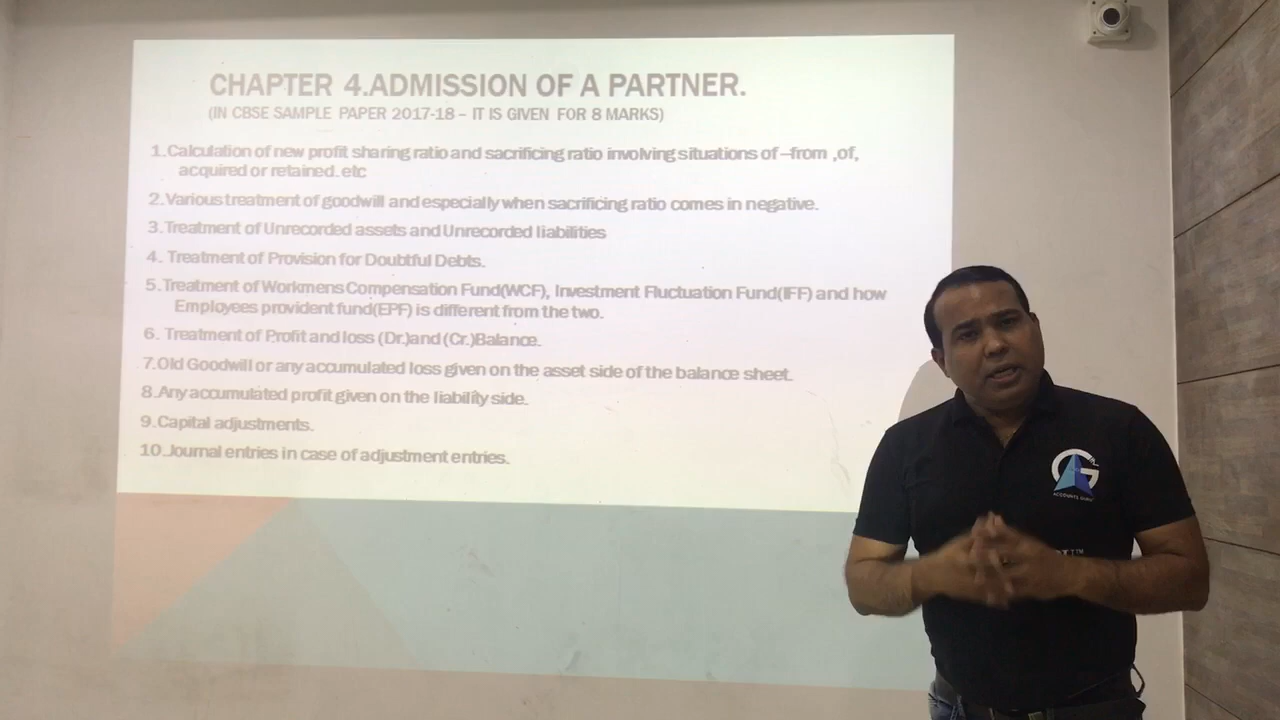 CHAPTER 4.ADMISSION OF A PARTNER.
(IN CBSE SAMPLE PAPER 2017-18 – IT IS GIVEN FOR 8 MARKS)
1.Calculation of new profit sharing ratio and sacrificing ratio involving situations of –from ,of,
acquired or retained.etc
2.Various treatment of goodwill and especially when sacrificing ratio comes in negative.
3.Treatment of Unrecorded assets and Unrecorded liabilities
4. Treatment of Provision for Doubtful Debts.
5.Treatment of Workmens Compensation Fund(WCF), Investment Fluctuation Fund(IFF) and how
Employees provident fund(EPF) is different from the two.
6. Treatment of Profit and loss (Dr.)and (Cr.)Balance.
7.Old Goodwill or any accumulated loss given on the asset side of the balance sheet.
8.Any accumulated profit given on the liability side.
9.Capital adjustments.
10.Journal entries in case of adjustment entries.
ACCOUNTS